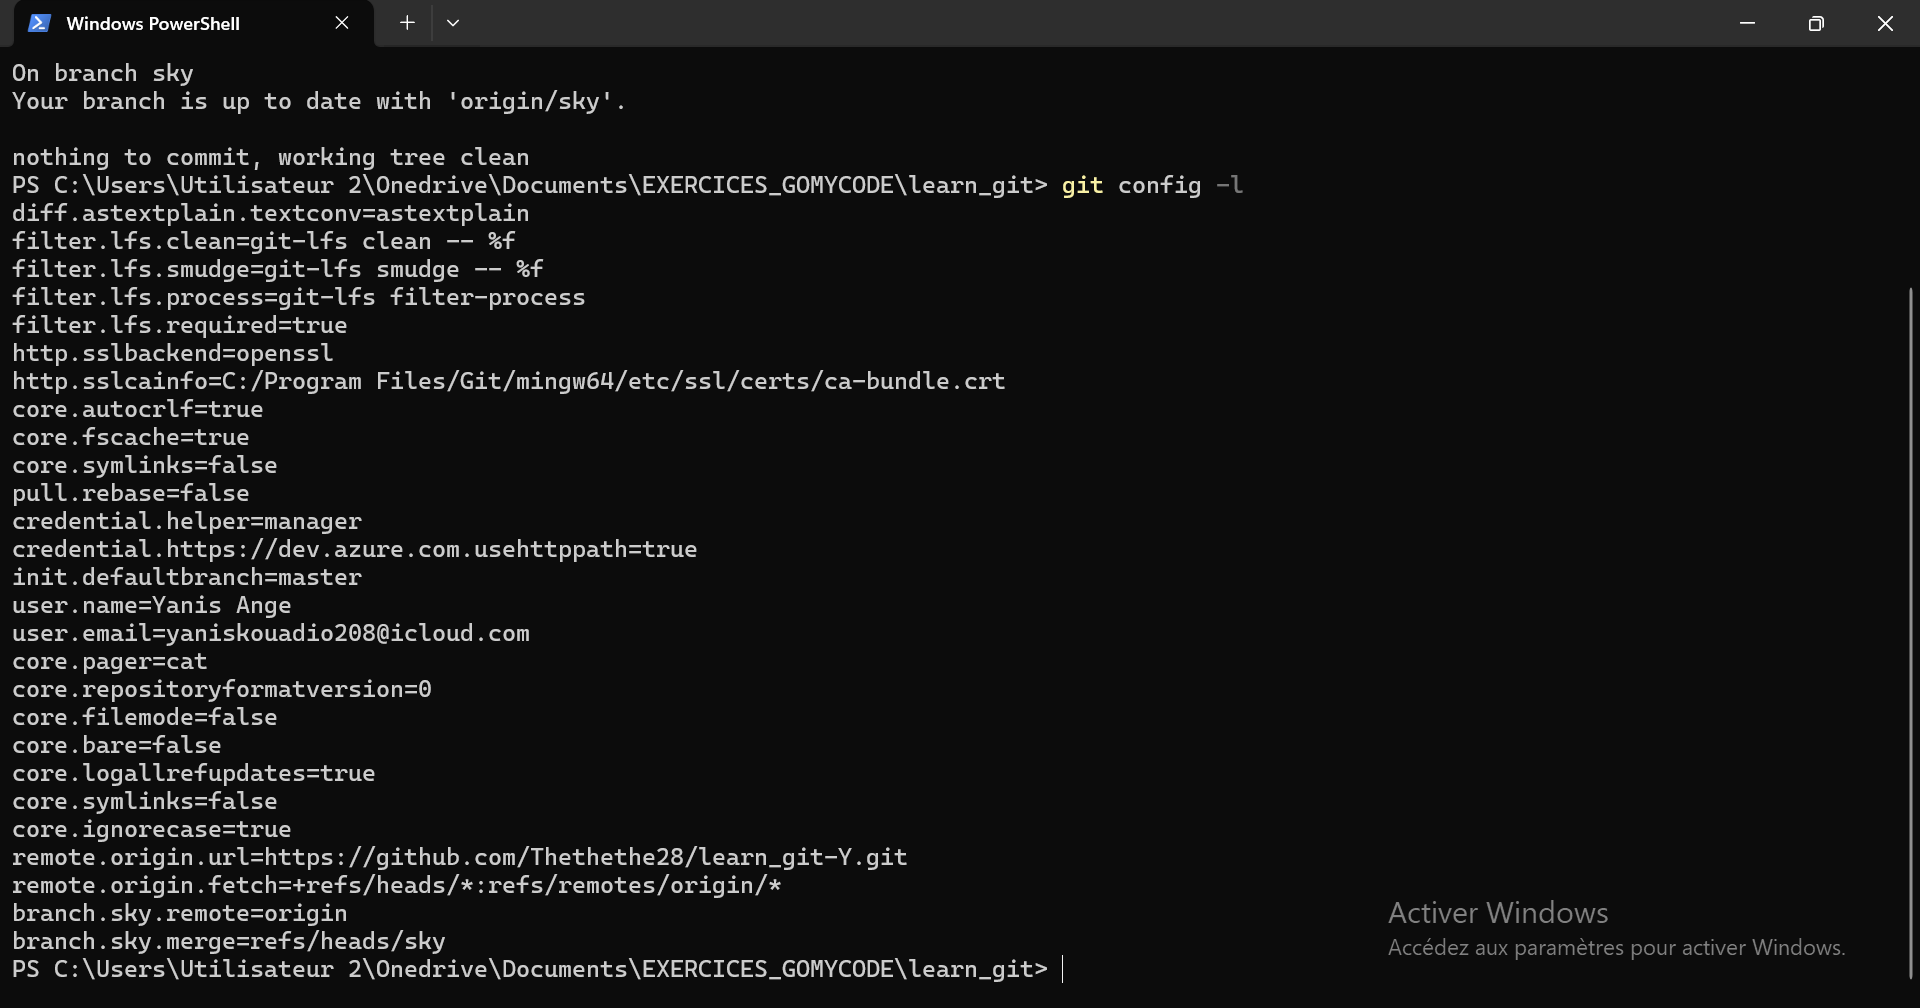 Windows PowerShell
On branch sky
Your branch is up to date with 'origin/sky'.
nothing to commit, working tree clean
PS C:\Users\Utilisateur 2\Onedrive\Documents\EXERCICES_GOMYCODE\learn_git> git config -l
diff.astextplain.textconv=astextplain
filter.lfs.clean=git-lfs clean -- %f
filter.lfs.smudge=git-lfs smudge -- %f
filter.lfs.process=git-lfs filter-process
filter.lfs.required=true
http.sslbackend=openssl
http.sslcainfo=C:/Program Files/Git/mingw64/etc/ssl/certs/ca-bundle.crt
core.autocrlf=true
core.fscache=true
core.symlinks=false
pull.rebase=false
credential.helper=manager
credential.https://dev.azure.com.usehttppath=true
init.defaultbranch=master
user.name=Yanis Ange
user.email=yaniskouadio208@icloud.com
core.pager=cat
core.repositoryformatversion=0
core.filemode=false
core.bare=false
core.logallrefupdates=true
core.symlinks=false
core.ignorecase=true
remote.origin.url=https://github.com/Thethethe28/learn_git-Y.git
remote.origin.fetch=+refs/heads/*:refs/remotes/origin/*
branch.sky.remote=origin
branch.sky.merge=refs/heads/sky
PS C:\Users\Utilisateur 2\Onedrive\Documents\EXERCICES_GOMYCODE\learn_git>
Activer Windows
Accédez aux paramètres pour activer Windows.